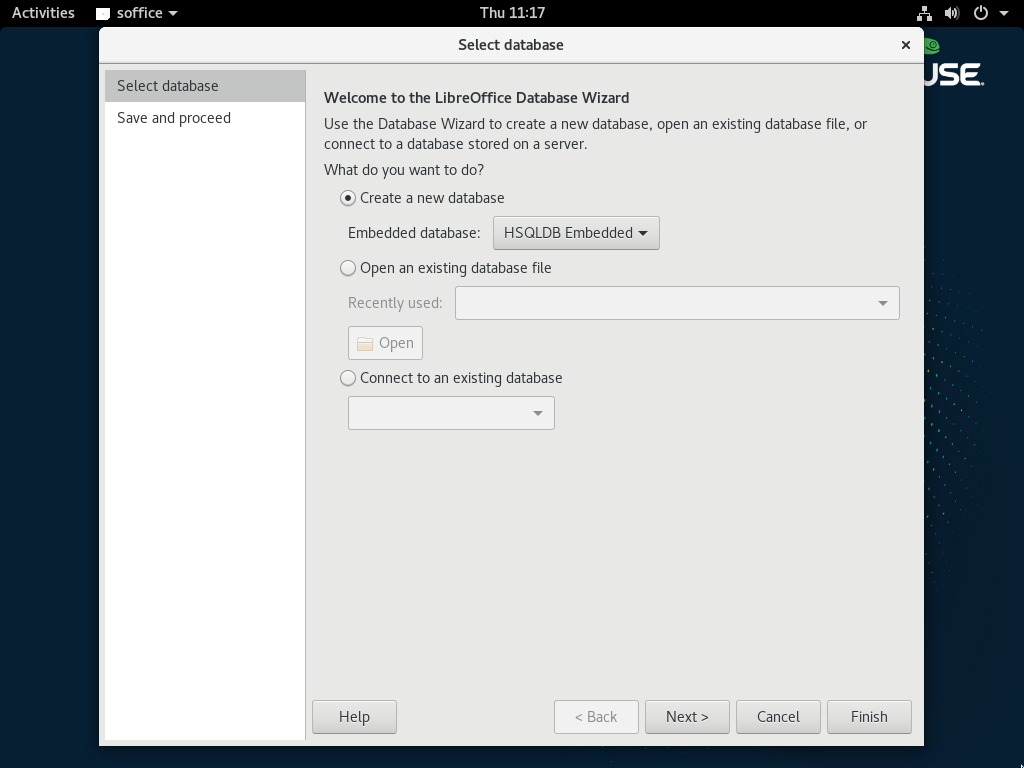 Activities
soffice
Thu 11:17
Select database
USE.
Select database
Save and proceed
Welcome to the LibreOffice Database Wizard
Use the Database Wizard to create a new database, open an existing database file, or
connect to a database stored on a server.
What do you want to do?
Create a new database
Embedded database: HSQLDB Embedded
Open an existing database file
Recently used:
Open
Connect to an existing database
Help
< Back
Next >
Cancel
Finish